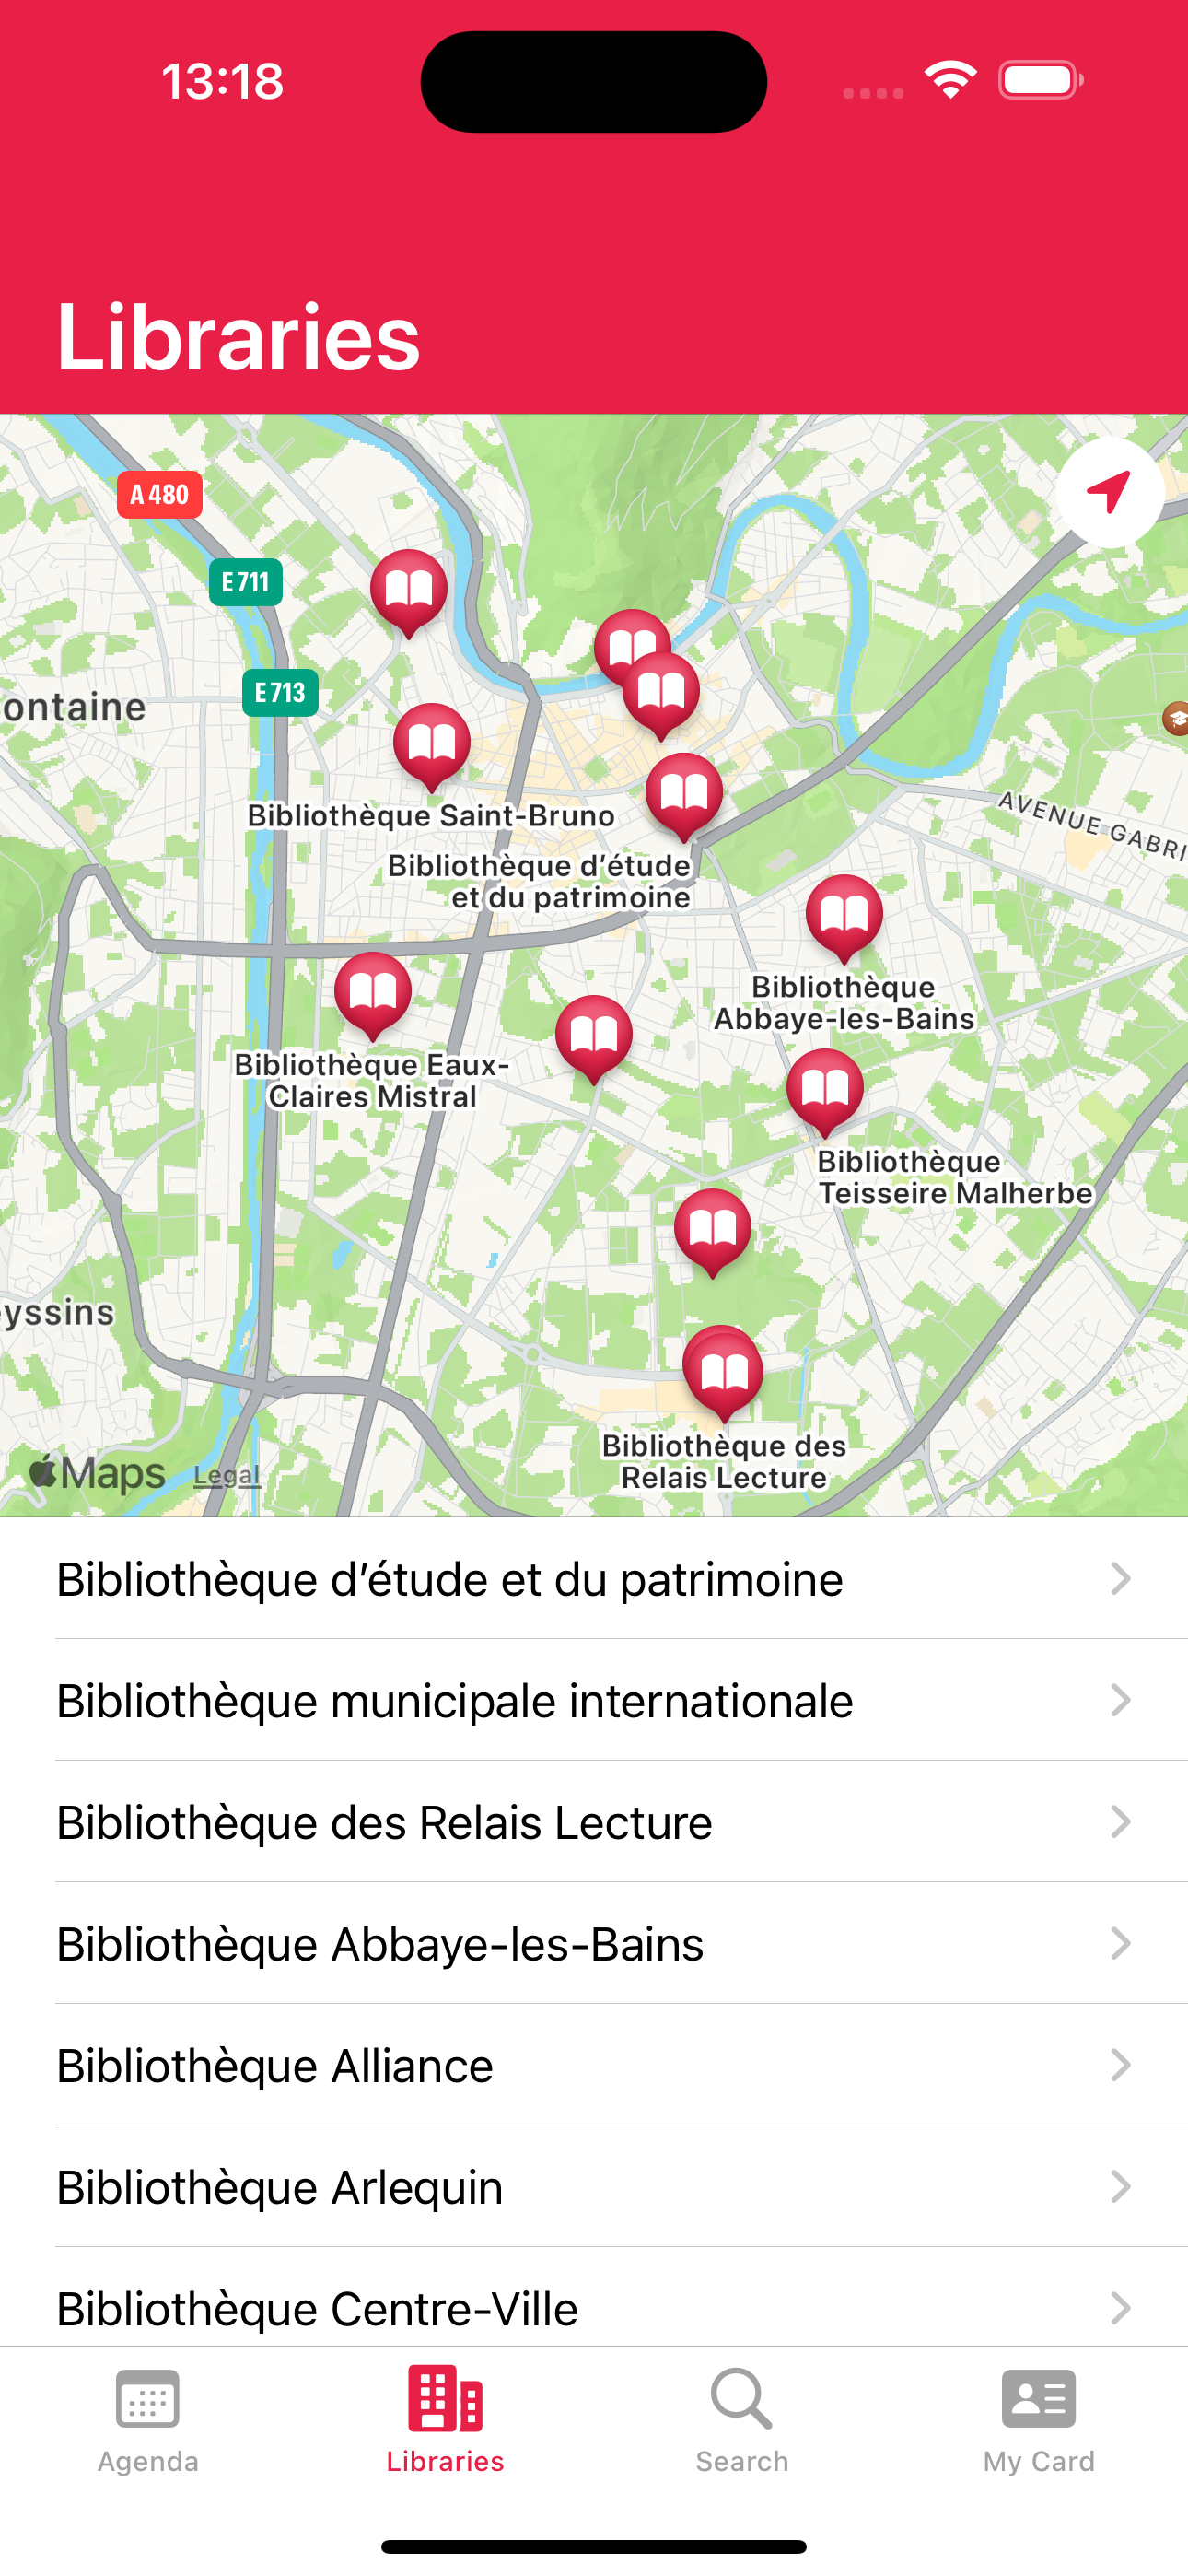 13:18
Libraries
A 480
E 711
E 713
ontaine
AVENUE GABRI
Bibliothèque Saint-Bruno
Bibliothèque d’étude
et du patrimoine
Bibliothèque
Abbaye-les-Bains
Bibliothèque Eaux-
Claires Mistral
Bibliothèque
Teisseire Malherbe
eyssins
Bibliothèque des
Relais Lecture
Maps Legal
Bibliothèque d’étude et du patrimoine
Bibliothèque municipale internationale
Bibliothèque des Relais Lecture
Bibliothèque Abbaye-les-Bains
Bibliothèque Alliance
Bibliothèque Arlequin
Bibliothèque Centre-Ville
Agenda Libraries Search My Card